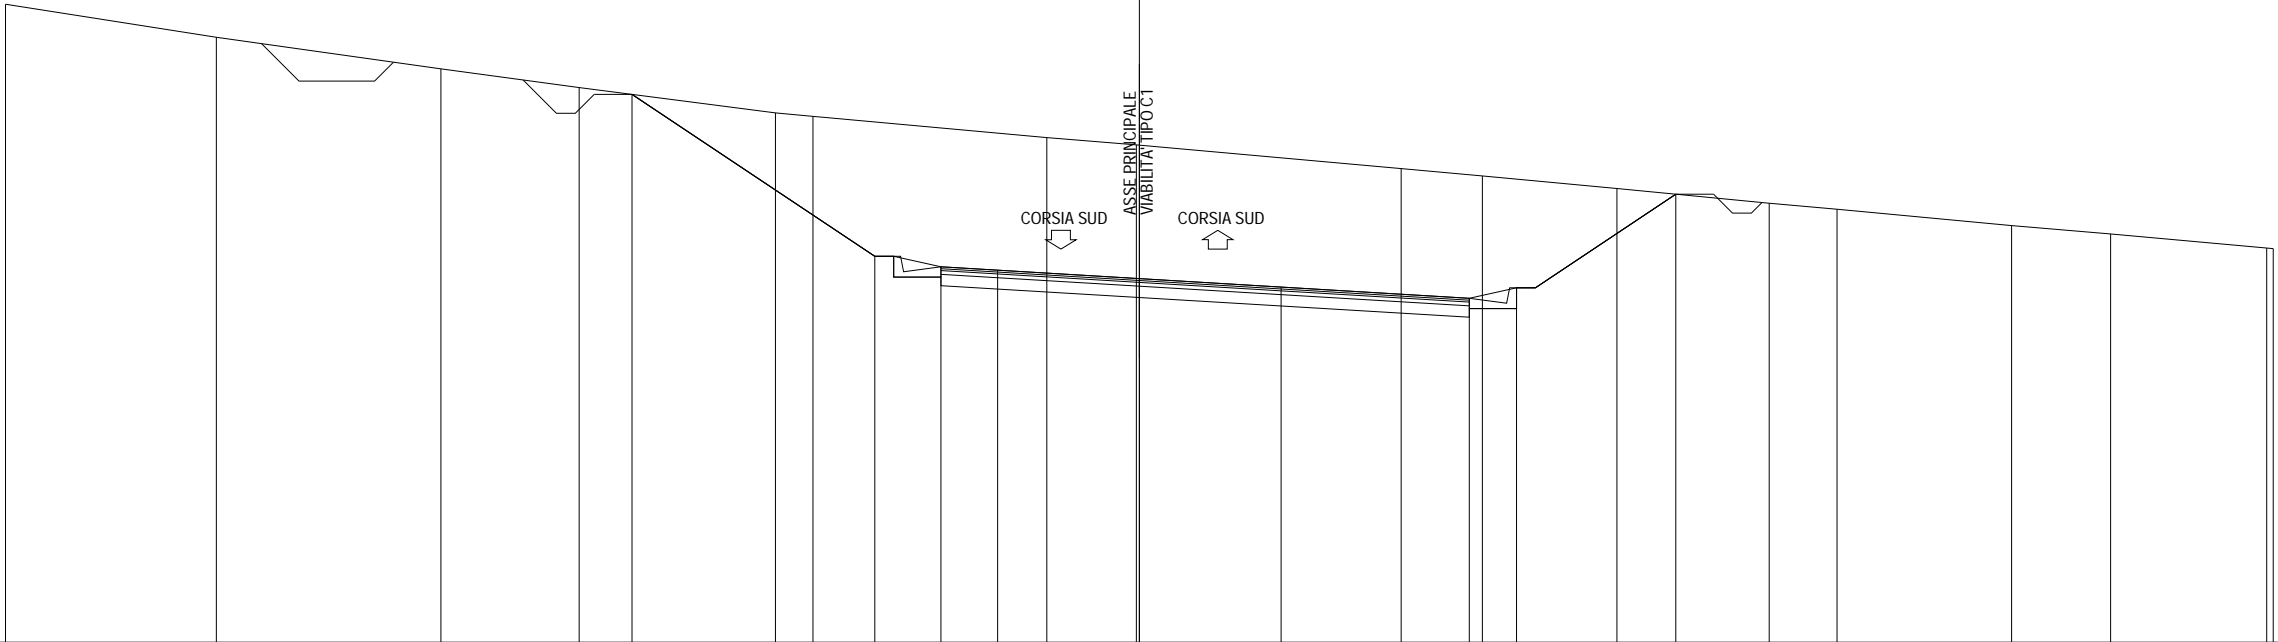 ASSE PRINCIPALE
VIABILITA' TIPO C1
CORSIA SUD
CORSIA SUD